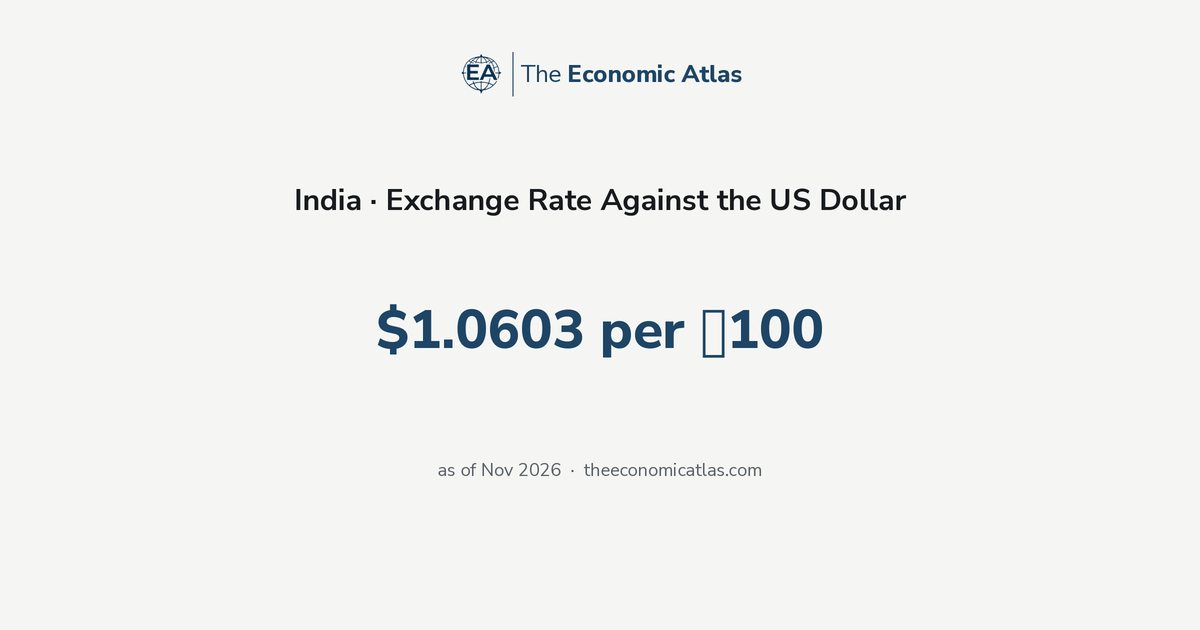 EA The Economic Atlas
India · Exchange Rate Against the US Dollar
$1.0603 per ▯100
as of Nov 2026 · theeconomicatlas.com